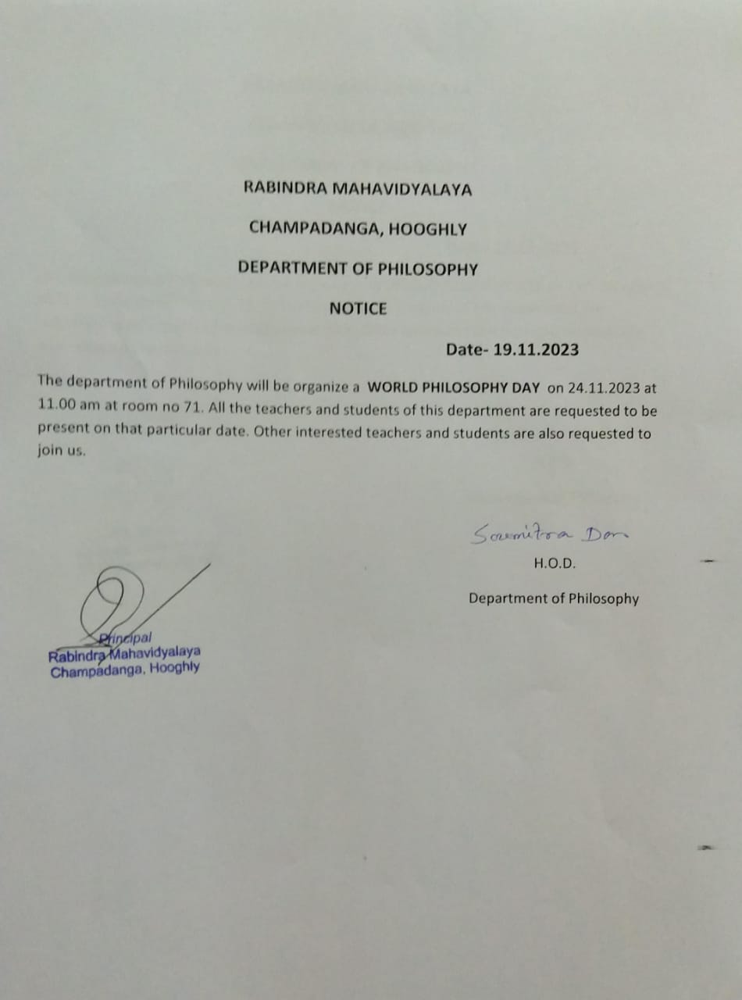 RABINDRA MAHAVIDYALAYA
CHAMPADANGA, HOOGHLY
DEPARTMENT OF PHILOSOPHY
NOTICE
Date- 19.11.2023
The department of Philosophy will be organize a WORLD PHILOSOPHY DAY on 24.11.2023 at
11.00 am at room no 71. All the teachers and students of this department are requested to be
present on that particular date. Other interested teachers and students are also requested to
join us.
Soumitra
H.O.D.
Department of Philosophy
Principal
Rabindra Mahavidyalaya
Champadanga, Hooghly